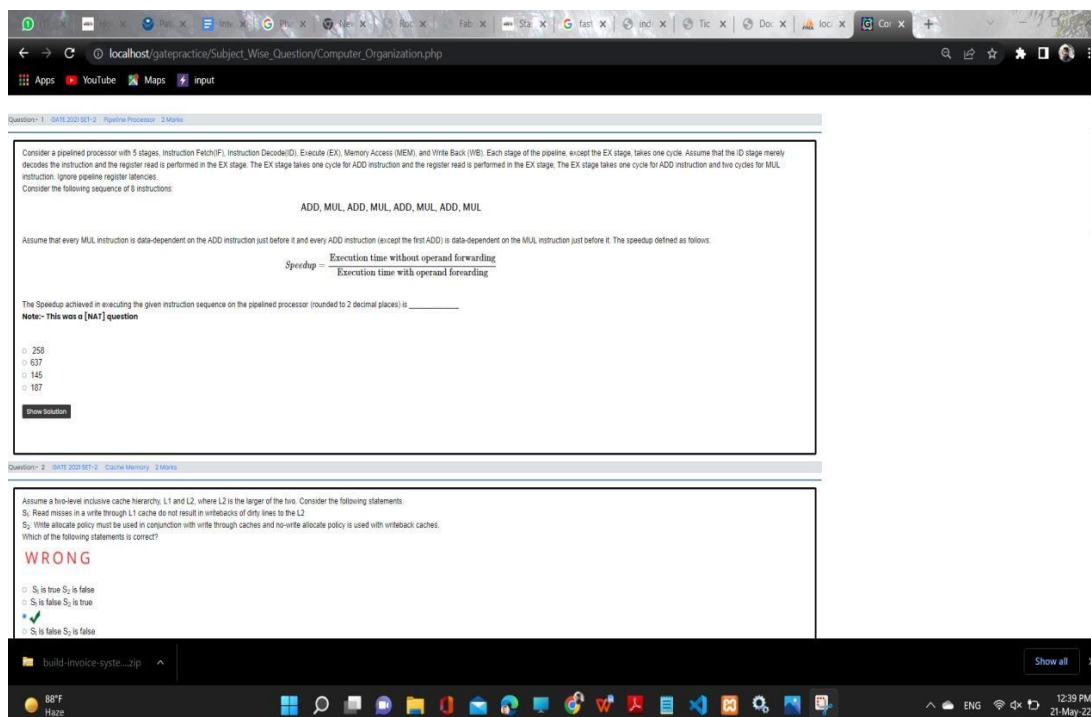 localhost/gatepractice/Subject_Wise_Question/Computer_Organization.php
Apps YouTube Maps input
Question:- 1 GATE 2021 SET-2 Pipeline Processor 2 Marks
Consider a pipelined processor with 5 stages, Instruction Fetch(IF), Instruction Decode(ID), Execute (EX), Memory Access (MEM), and Write Back (WB). Each stage of the pipeline, except the EX stage, takes one cycle. Assume that the ID stage merely
decodes the instruction and the register read is performed in the EX stage. The EX stage takes one cycle for ADD instruction and the register read is performed in the EX stage, The EX stage takes one cycle for ADD instruction and two cycles for MUL
instruction. Ignore pipeline register latencies.
Consider the following sequence of 8 instructions:
ADD, MUL, ADD, MUL, ADD, MUL, ADD, MUL
Assume that every MUL instruction is data-dependent on the ADD instruction just before it and every ADD instruction (except the first ADD) is data-dependent on the MUL instruction just before it. The speedup defined as follows.
Speedup = Execution time without operand forwarding
Execution time with operand forearding
The Speedup achieved in executing the given instruction sequence on the pipelined processor (rounded to 2 decimal places) is ____________
Note:- This was a [NAT] question
258
637
145
187
Show Solution
Question:- 2 GATE 2021 SET-2 Cache Memory 2 Marks
Assume a two-level inclusive cache hierarchy, L1 and L2, where L2 is the larger of the two. Consider the following statements.
S₁: Read misses in a write through L1 cache do not result in writebacks of dirty lines to the L2
S₂: Write allocate policy must be used in conjunction with write through caches and no-write allocate policy is used with writeback caches.
Which of the following statements is correct?
WRONG
S₁ is true S₂ is false
S₁ is false S₂ is true
S₁ is false S₂ is false
build-invoice-syste....zip
Show all
88°F
Haze
ENG
12:39 PM
21-May-22